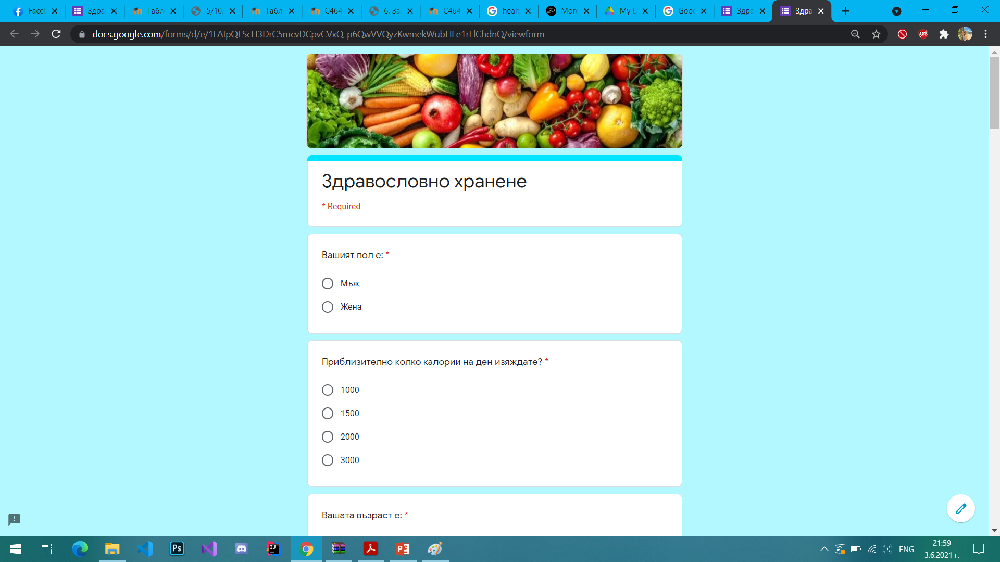 Faceb
Здра
Табл
5/10/
Табл
C464
6. За
C464
healt
More
My D
Goog
Здра
Здра
docs.google.com/forms/d/e/1FAIpQLScH3DrC5mcvDCpvCVxQ_p6QwVVQyzKwmekWubHFe1rFlChdnQ/viewform
Здравословно хранене
* Required
Вашият пол е: *
Мъж
Жена
Приблизително колко калории на ден изяждате? *
1000
1500
2000
3000
Вашата възраст е: *
ENG
21:59
3.6.2021 г.